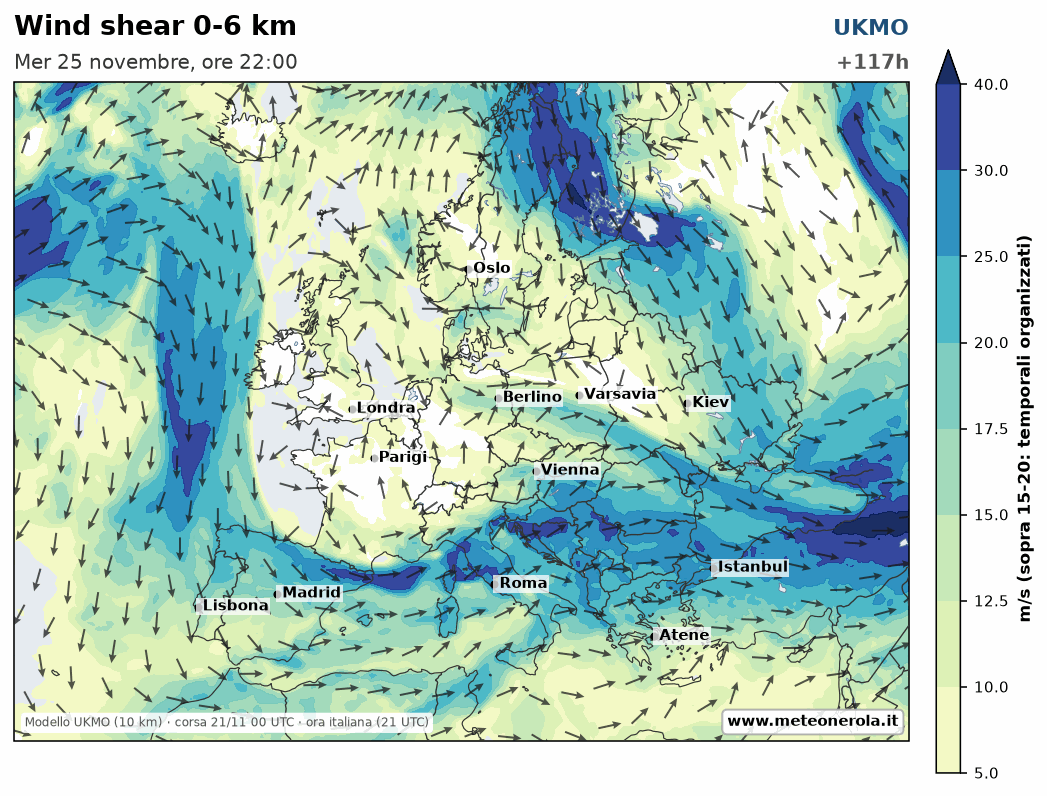 Wind shear 0-6 km
UKMO
Mer 25 novembre, ore 22:00
+117h
40.0
30.0
25.0
20.0
17.5
15.0
12.5
10.0
5.0
m/s (sopra 15-20: temporali organizzati)
Oslo
Berlino
Varsavia
Kiev
Londra
Parigi
Vienna
Istanbul
Roma
Madrid
Lisbona
Atene
Modello UKMO (10 km) · corsa 21/11 00 UTC · ora italiana (21 UTC)
www.meteonerola.it